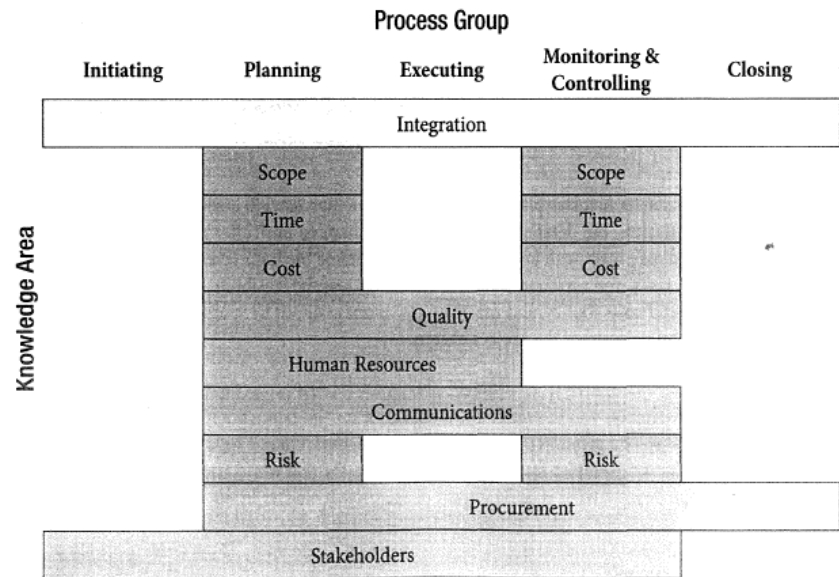 Process Group
Initiating Planning Executing Monitoring & Controlling Closing
Knowledge Area
Integration
Scope Scope
Time Time
Cost Cost
Quality
Human Resources
Communications
Risk Risk
Procurement
Stakeholders